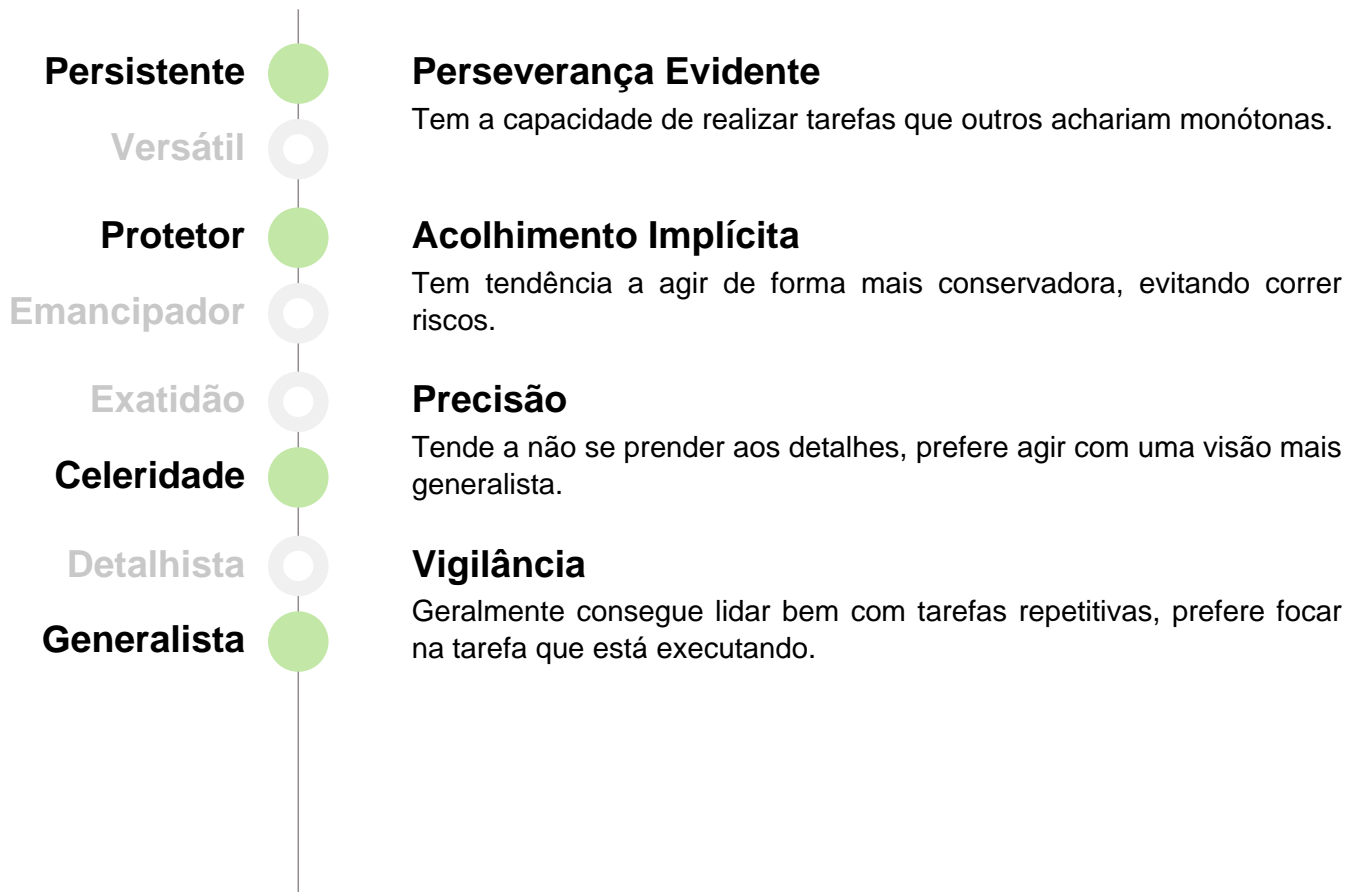 Persistente
Perseverança Evidente
Tem a capacidade de realizar tarefas que outros achariam monótonas.
Versátil
Protetor
Acolhimento Implícita
Tem tendência a agir de forma mais conservadora, evitando correr
riscos.
Emancipador
Exatidão
Precisão
Tende a não se prender aos detalhes, prefere agir com uma visão mais
generalista.
Celeridade
Detalhista
Vigilância
Geralmente consegue lidar bem com tarefas repetitivas, prefere focar
na tarefa que está executando.
Generalista